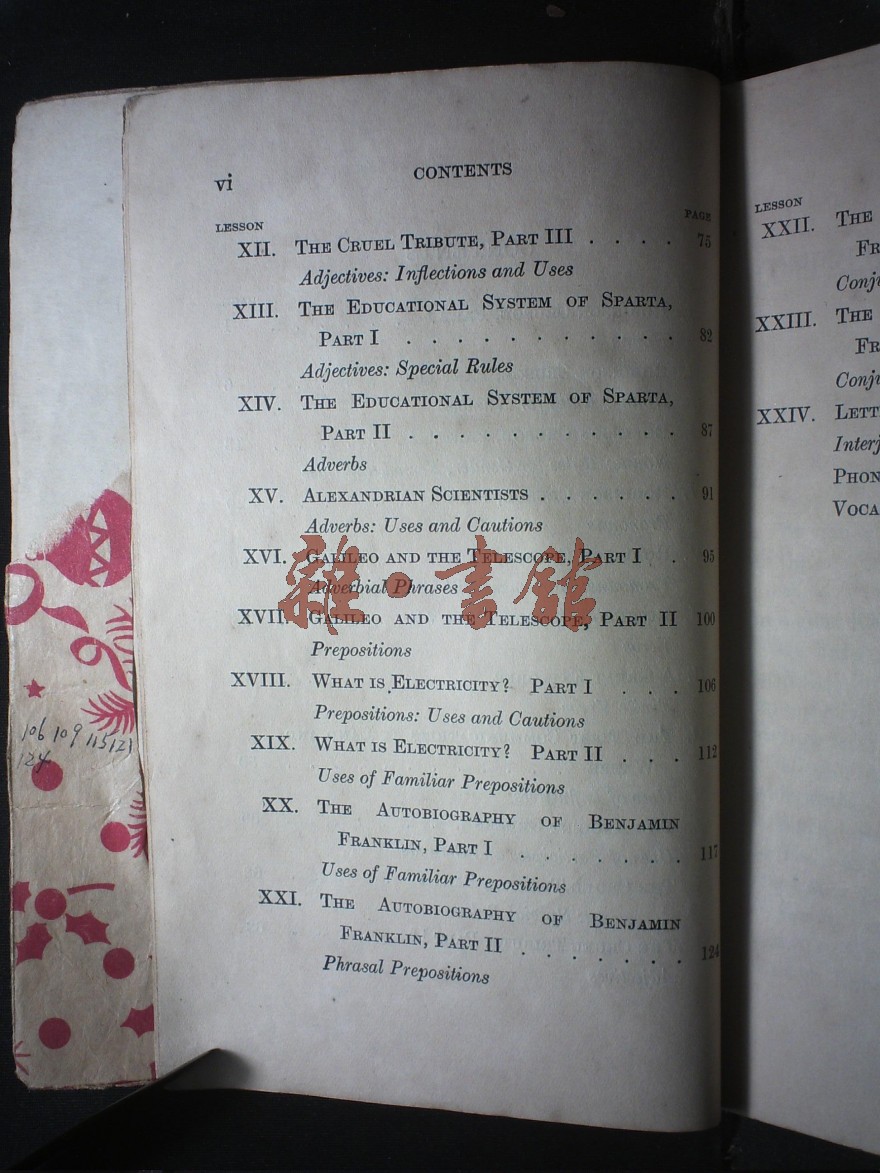 vi
CONTENTS
LESSON
PAGE
XII. THE CRUEL TRIBUTE, PART III . . . . 75
Adjectives: Inflections and Uses
XIII. THE EDUCATIONAL SYSTEM OF SPARTA,
PART I . . . . . . . . . . . 82
Adjectives: Special Rules
XIV. THE EDUCATIONAL SYSTEM OF SPARTA,
PART II . . . . . . . . . . . 87
Adverbs
XV. ALEXANDRIAN SCIENTISTS . . . . . . 91
Adverbs: Uses and Cautions
XVI. GALILEO AND THE TELESCOPE, PART I . 95
Adverbial Phrases
XVII. GALILEO AND THE TELESCOPE, PART II 100
Prepositions
XVIII. WHAT IS ELECTRICITY? PART I . . . 106
Prepositions: Uses and Cautions
XIX. WHAT IS ELECTRICITY? PART II . . . 112
Uses of Familiar Prepositions
XX. THE AUTOBIOGRAPHY OF BENJAMIN
FRANKLIN, PART I . . . . . . . 117
Uses of Familiar Prepositions
XXI. THE AUTOBIOGRAPHY OF BENJAMIN
FRANKLIN, PART II . . . . . . . 124
Phrasal Prepositions
雜·書館
106 109 115 121
124
LESSON
XXII. THE
FR
Conj
XXIII. THE
FR
Conj
XXIV. LETT
Interj
PHON
VOCA